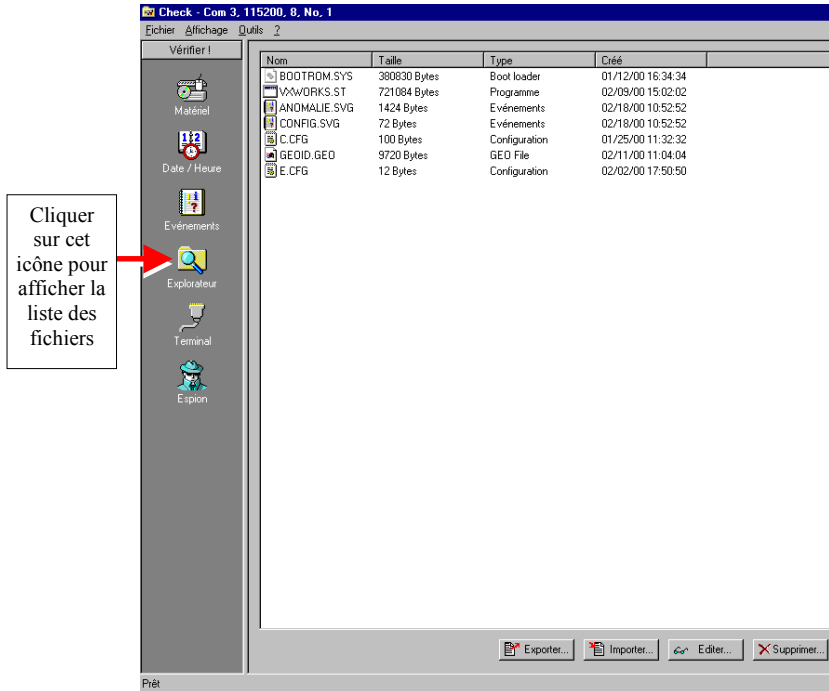 Check - Com 3, 115200, 8, No, 1
Eichier Affichage Outils ?
Vérifier !
Nom Taille Type Créé
BOOTROM.SYS 380830 Bytes Boot loader 01/12/00 16:34:34
VXWORKS.ST 721084 Bytes Programme 02/09/00 15:02:02
ANOMALIE.SVG 1424 Bytes Evénements 02/18/00 10:52:52
CONFIG.SVG 72 Bytes Evénements 02/18/00 10:52:52
C.CFG 100 Bytes Configuration 01/25/00 11:32:32
GEOID.GEO 9720 Bytes GEO File 02/11/00 11:04:04
E.CFG 12 Bytes Configuration 02/02/00 17:50:50
Matériel
Date / Heure
Evénements
Explorateur
Terminal
Espion
Cliquer
sur cet
icône pour
afficher la
liste des
fichiers
Exporter... Importer... Editer... Supprimer...
Prêt